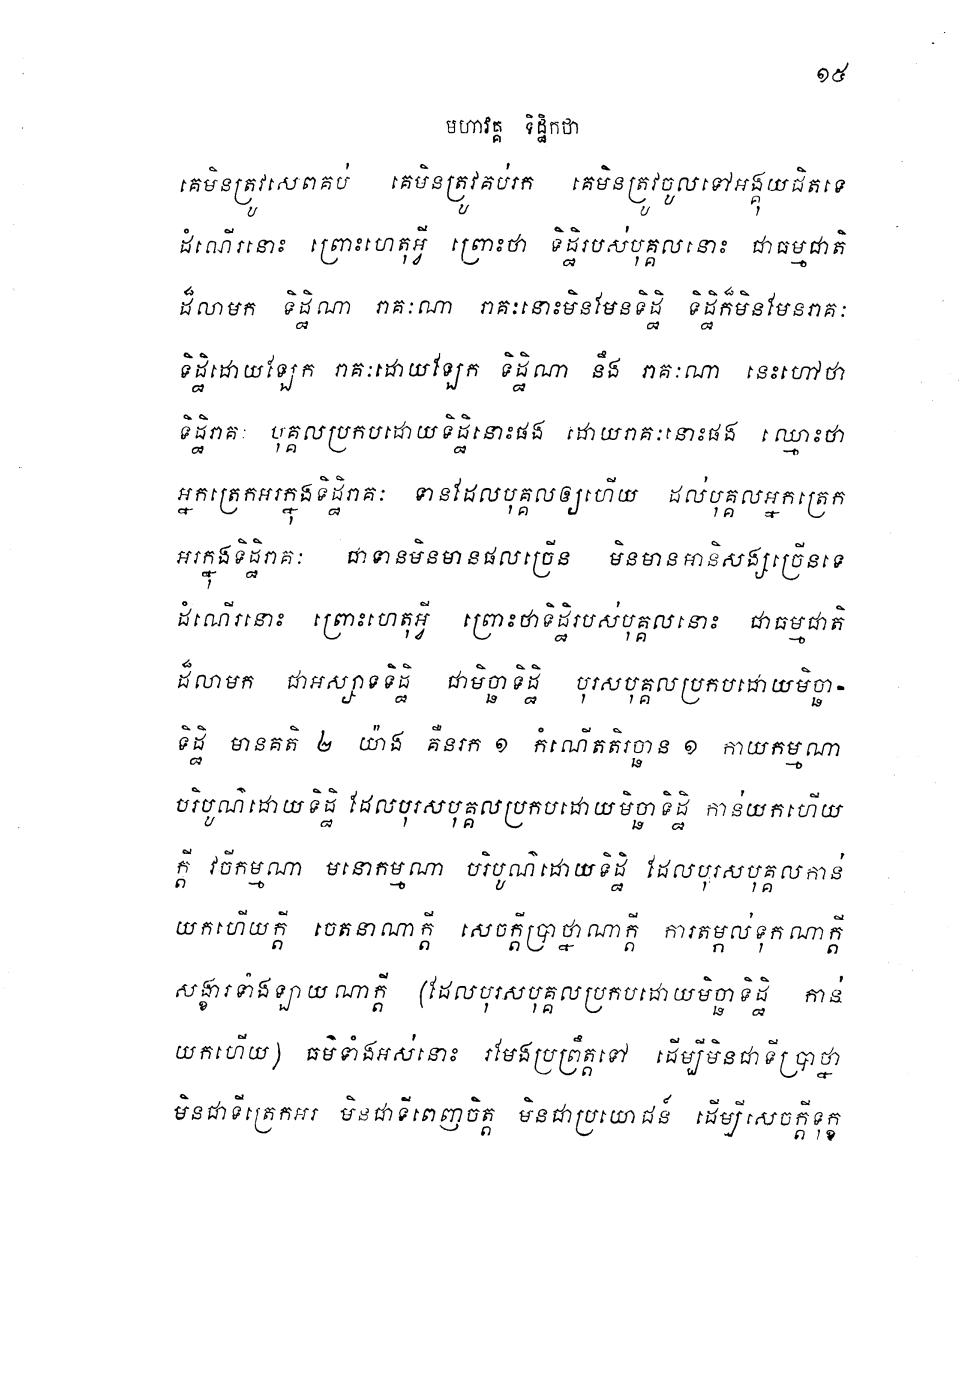 ១៥
មហាវគ្គ ទិដ្ឋិកថា
គេមិនត្រូវសេពគប់ គេមិនត្រូវគប់រក គេមិនត្រូវចូលទៅអង្គុយជិតទេ
ដំណើរនោះ ព្រោះហេតុអ្វី ព្រោះថា ទិដ្ឋិរបស់បុគ្គលនោះ ជាធម្មជាតិ
ដ៏លាមក ទិដ្ឋិណា រាគៈណា រាគៈនោះមិនមែនទិដ្ឋិ ទិដ្ឋិក៏មិនមែនរាគៈ
ទិដ្ឋិដោយឡែក រាគៈដោយឡែក ទិដ្ឋិណា នឹង រាគៈណា នេះហៅថា
ទិដ្ឋិរាគៈ បុគ្គលប្រកបដោយទិដ្ឋិនោះផង ដោយរាគៈនោះផង ឈ្មោះថា
អ្នកត្រេកអរក្នុងទិដ្ឋិរាគៈ ទានដែលបុគ្គលឲ្យហើយ ដល់បុគ្គលអ្នកត្រេក
អរក្នុងទិដ្ឋិរាគៈ ជាទានមិនមានផលច្រើន មិនមានអានិសង្សច្រើនទេ
ដំណើរនោះ ព្រោះហេតុអ្វី ព្រោះថាទិដ្ឋិរបស់បុគ្គលនោះ ជាធម្មជាតិ
ដ៏លាមក ជាអស្សាទទិដ្ឋិ ជាមិច្ឆាទិដ្ឋិ បុរសបុគ្គលប្រកបដោយមិច្ឆា-
ទិដ្ឋិ មានគតិ ២ យ៉ាង គឺនរក ១ កំណើតតិរច្ឆាន ១ កាយកម្មណា
បរិបូណ៌ដោយទិដ្ឋិ ដែលបុរសបុគ្គលប្រកបដោយមិច្ឆាទិដ្ឋិ កាន់យកហើយ
ក្តី វចីកម្មណា មនោកម្មណា បរិបូណ៌ដោយទិដ្ឋិ ដែលបុរសបុគ្គលកាន់
យកហើយក្តី ចេតនាណាក្តី សេចក្តីប្រាថ្នាណាក្តី ការតម្កល់ទុកណាក្តី
សង្ខារទាំងឡាយណាក្តី (ដែលបុរសបុគ្គលប្រកបដោយមិច្ឆាទិដ្ឋិ កាន់
យកហើយ) ធម៌ទាំងអស់នោះ រមែងប្រព្រឹត្តទៅ ដើម្បីមិនជាទីប្រាថ្នា
មិនជាទីត្រេកអរ មិនជាទីពេញចិត្ត មិនជាប្រយោជន៍ ដើម្បីសេចក្តីទុក្ខ